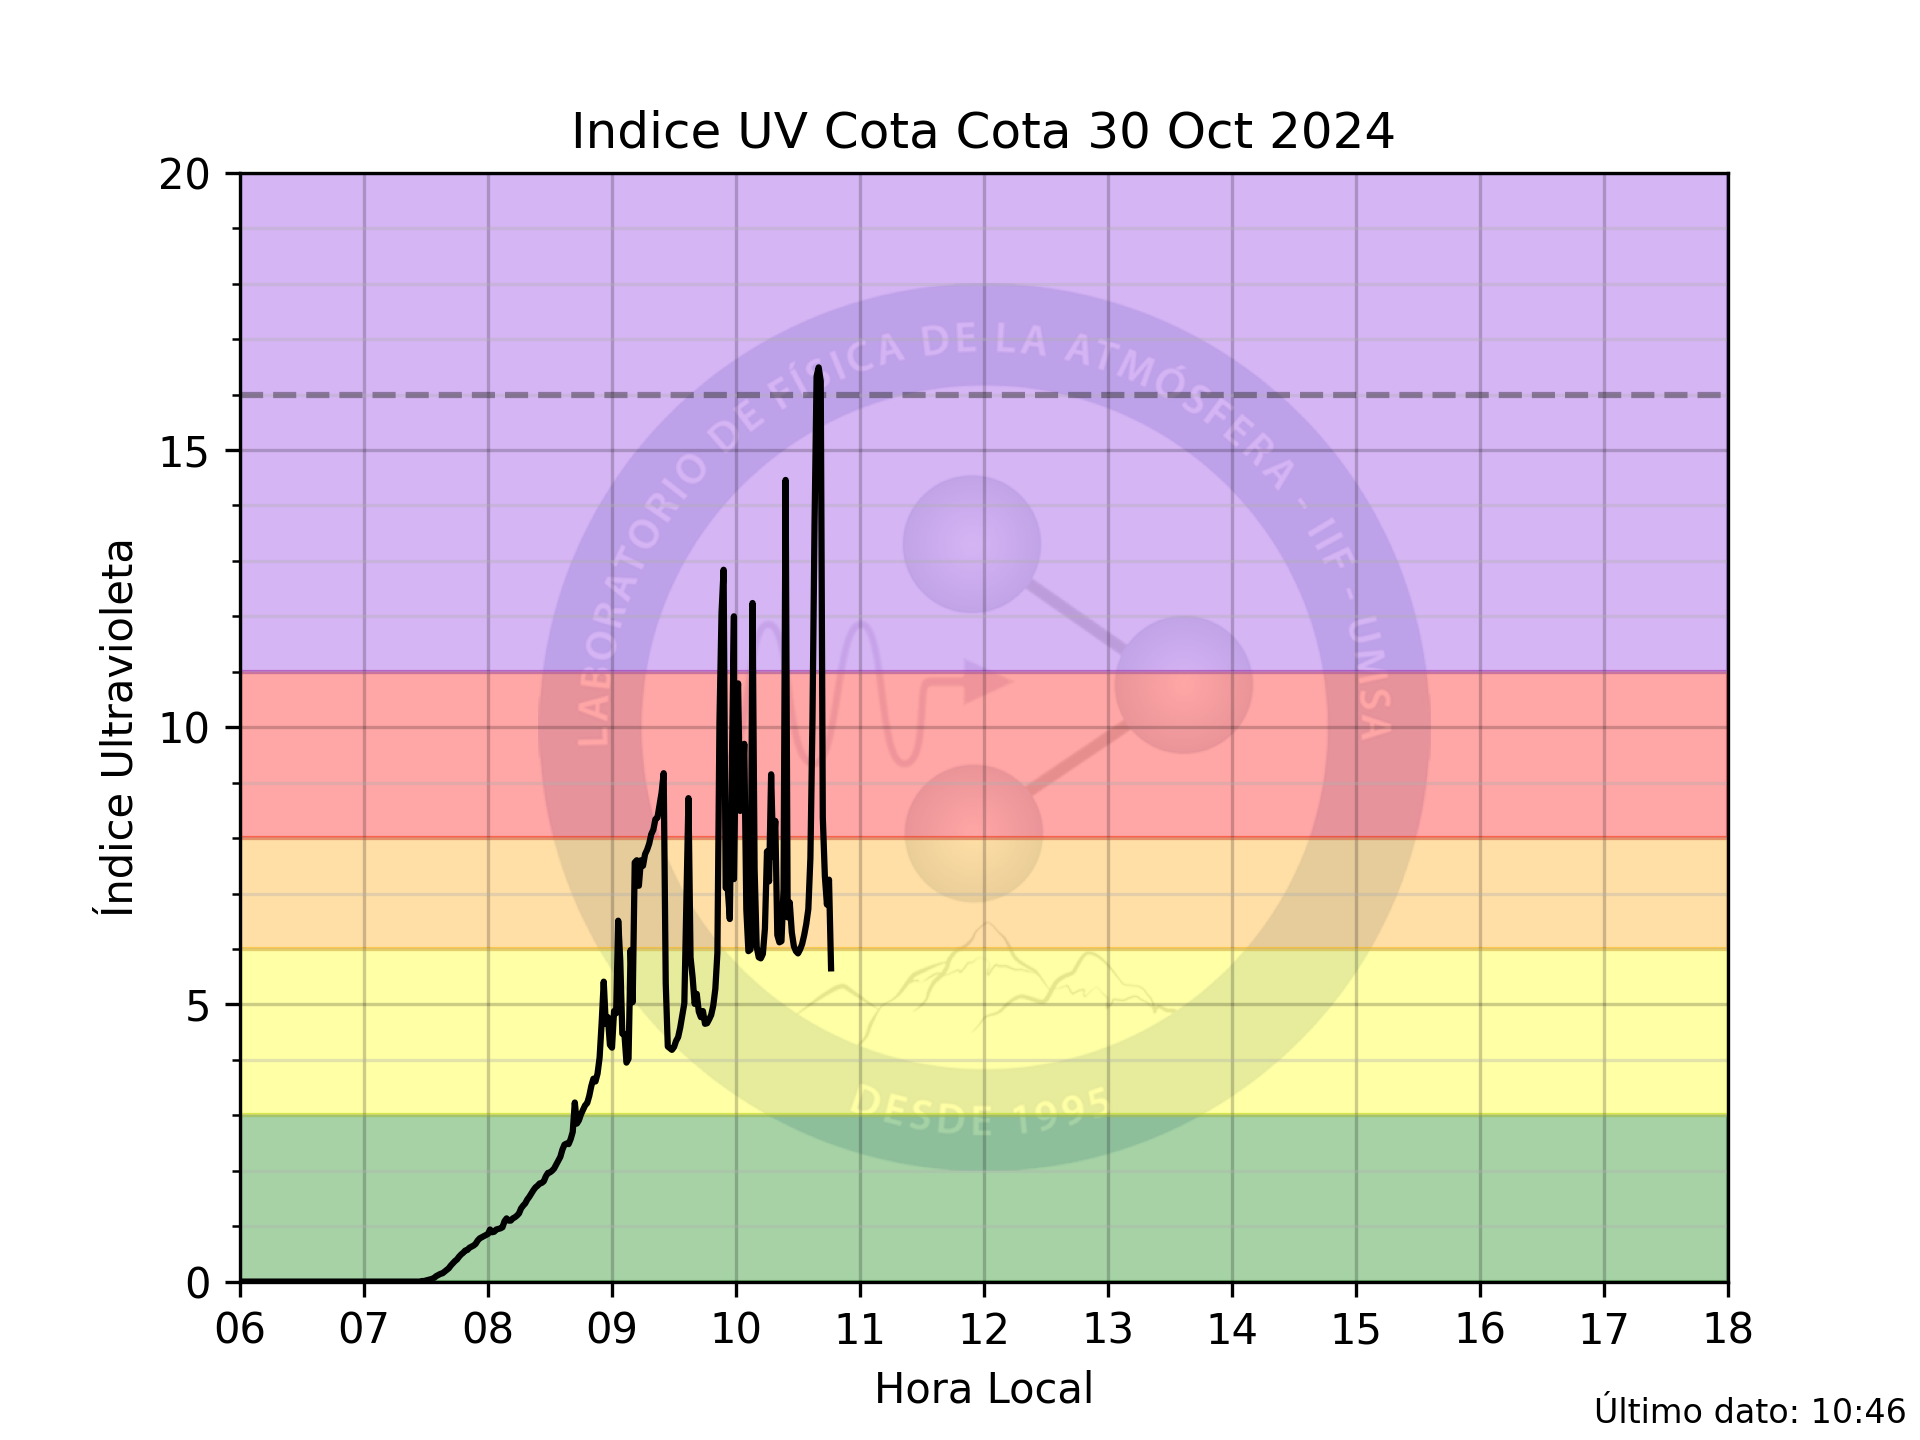 Indice UV Cota Cota 30 Oct 2024
20
15
10
5
0
Índice Ultravioleta
LABORATORIO DE FÍSICA DE LA ATMÓSFERA - IIF - UMSA
DESDE 1995
06 07 08 09 10 11 12 13 14 15 16 17 18
Hora Local
Último dato: 10:46